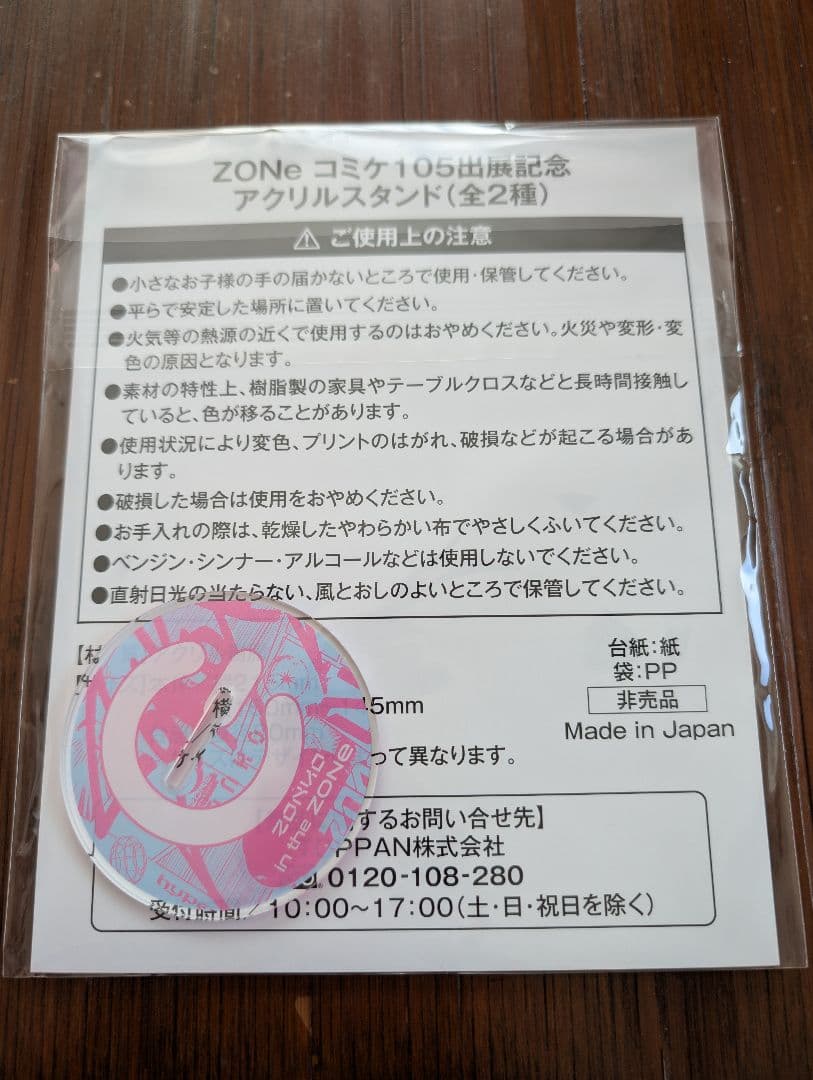 ZONe コミケ105出展記念
アクリルスタンド(全2種)
ご使用上の注意
●小さなお子様の手の届かないところで使用・保管してください。
●平らで安定した場所に置いてください。
●火気等の熱源の近くで使用するのはおやめください。火災や変形・変
色の原因となります。
●素材の特性上、樹脂製の家具やテーブルクロスなどと長時間接触し
ていると、色が移ることがあります。
●使用状況により変色、プリントのはがれ、破損などが起こる場合があ
ります。
●破損した場合は使用をおやめください。
●お手入れの際は、乾燥したやわらかい布でやさしくふいてください。
●ベンジン・シンナー・アルコールなどは使用しないでください。
●直射日光の当たらない、風とおしのよいところで保管してください。
台紙:紙
袋:PP
非売品
Made in Japan
45mm
って異なります。
するお問い合せ先】
PPAN株式会社
0120-108-280
受付時間/10:00～17:00(土・日・祝日を除く)
ZONZONO
in the ZONe